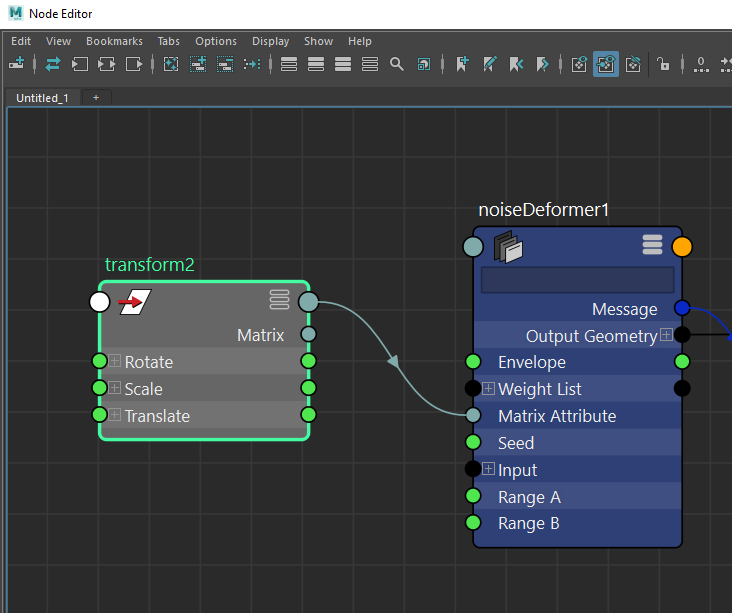 Node Editor
Edit View Bookmarks Tabs Options Display Show Help
Untitled_1 +
noiseDeformer1
transform2
Message
Matrix
Output Geometry
Rotate
Envelope
Scale
Weight List
Translate
Matrix Attribute
Seed
Input
Range A
Range B